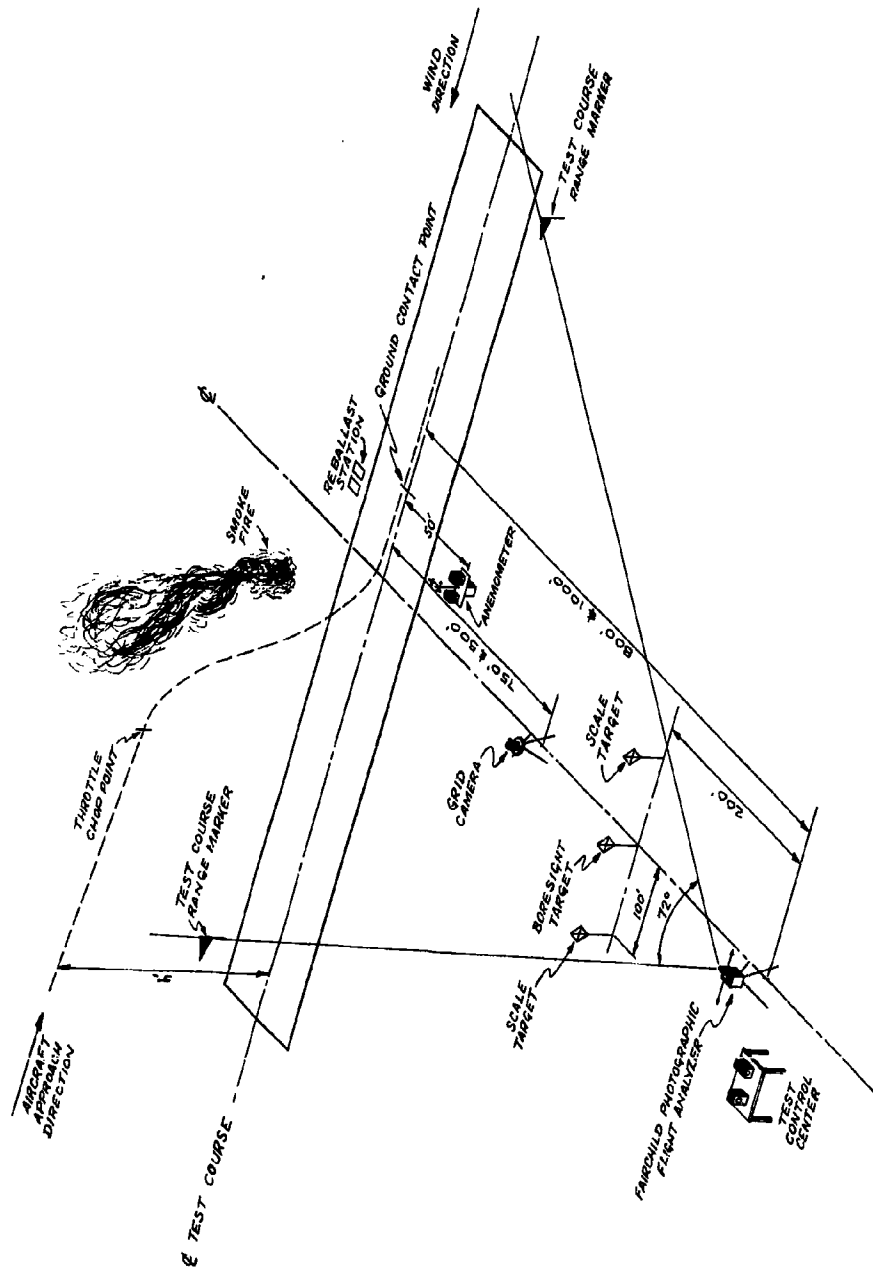 WIND
DIRECTION
TEST COURSE
RANGE MARKER
GROUND CONTACT POINT
REBALLAST
STATION
℄
SMOKE
FIRE
50'
ANEMOMETER
750' & 500'
800' & 1000'
THROTTLE
CHOP POINT
GRID
CAMERA
SCALE
TARGET
200'
TEST COURSE
RANGE MARKER
BORESIGHT
TARGET
100'
72°
SCALE
TARGET
AIRCRAFT
APPROACH
DIRECTION
℄ TEST COURSE
FAIRCHILD PHOTOGRAPHIC
FLIGHT ANALYZER
TEST
CONTROL
CENTER